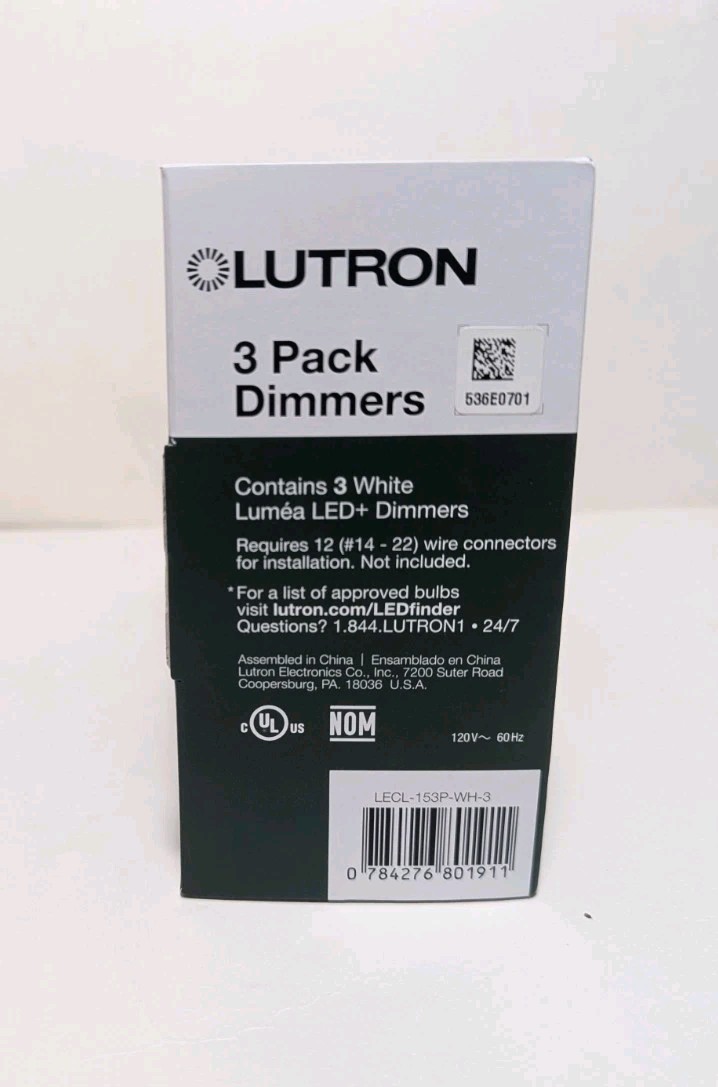 LUTRON
3 Pack
Dimmers
536E0701
Contains 3 White
Luméa LED+ Dimmers
Requires 12 (#14 - 22) wire connectors
for installation. Not included.
*For a list of approved bulbs
visit lutron.com/LEDfinder
Questions? 1.844.LUTRON1 • 24/7
Assembled in China | Ensamblado en China
Lutron Electronics Co., Inc., 7200 Suter Road
Coopersburg, PA. 18036 U.S.A.
C UL US NOM
120V~ 60Hz
LECL-153P-WH-3
0 784276 801911